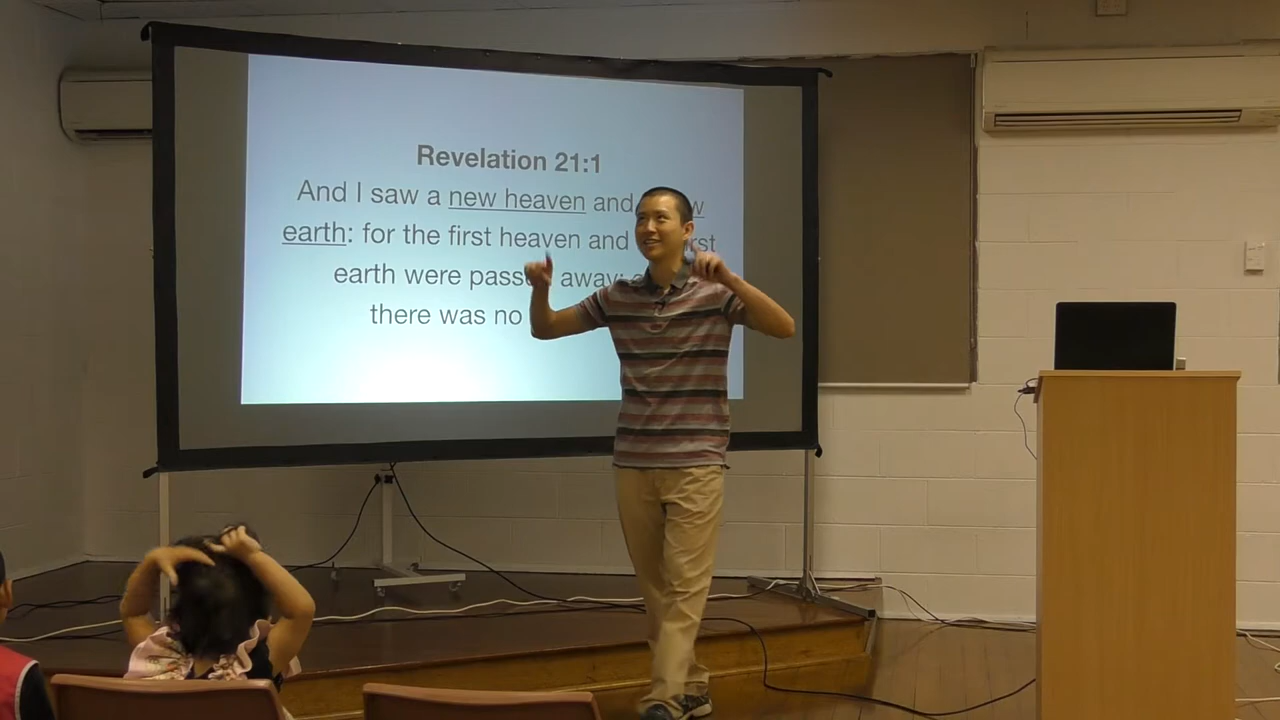 Revelation 21:1
And I saw a new heaven and
earth: for the first heaven and
earth were passed away;
there was no